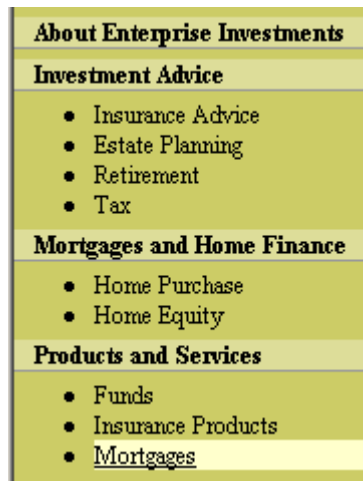 About Enterprise Investments
Investment Advice
Insurance Advice
Estate Planning
Retirement
Tax
Mortgages and Home Finance
Home Purchase
Home Equity
Products and Services
Funds
Insurance Products
Mortgages